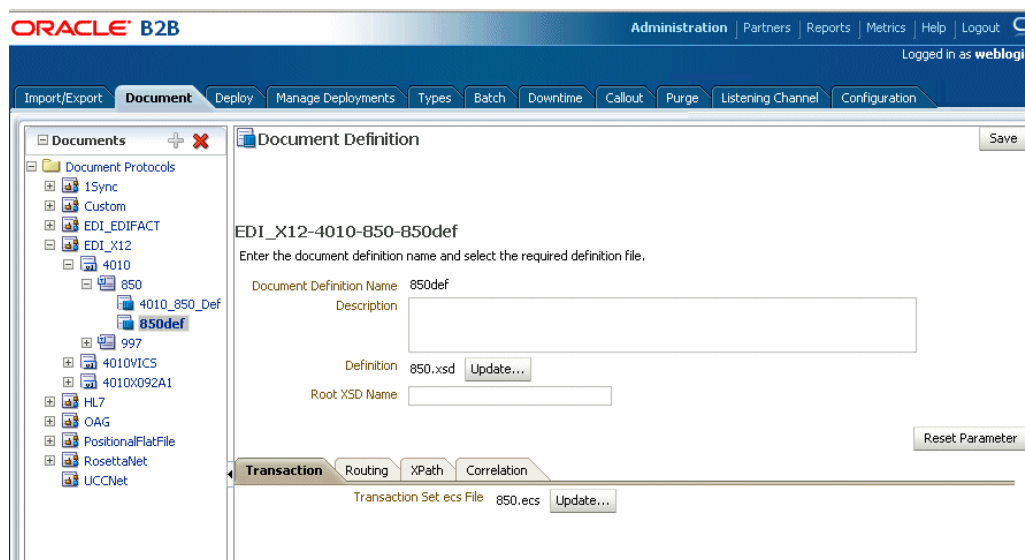 ORACLE B2B
Administration | Partners | Reports | Metrics | Help | Logout
Logged in as weblogi
Import/Export Document Deploy Manage Deployments Types Batch Downtime Callout Purge Listening Channel Configuration
Documents
Document Definition
Save
Document Protocols
1Sync
Custom
EDI_EDIFACT
EDI_X12
4010
850
4010_850_Def
850def
997
4010VICS
4010X092A1
HL7
OAG
PositionalFlatFile
RosettaNet
UCCNet
EDI_X12-4010-850-850def
Enter the document definition name and select the required definition file.
Document Definition Name 850def
Description
Definition 850.xsd Update...
Root XSD Name
Reset Parameter
Transaction Routing XPath Correlation
Transaction Set ecs File 850.ecs Update...